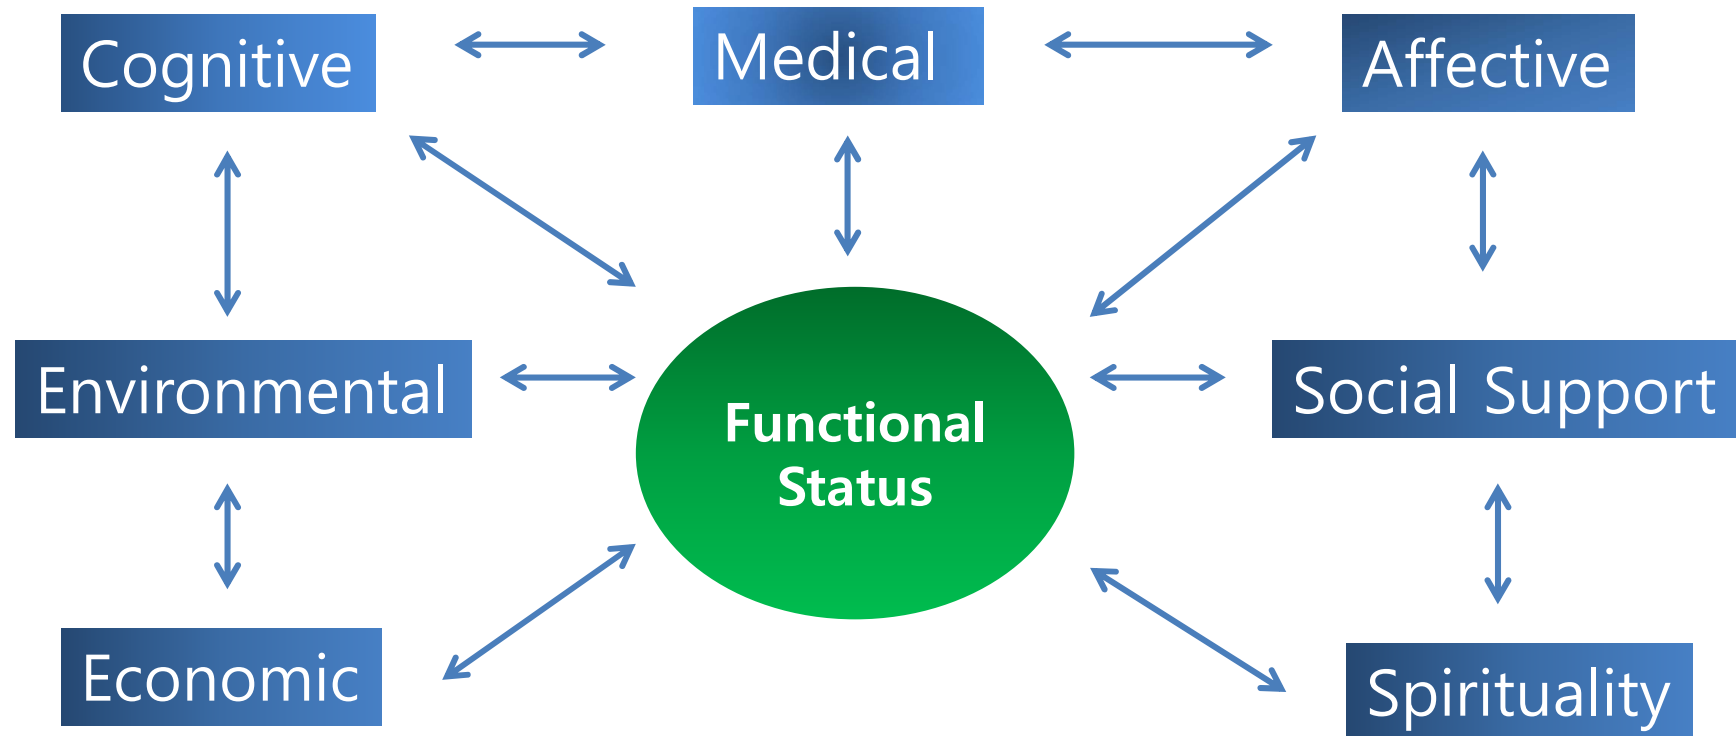 Cognitive
Medical
Affective
Environmental
Functional
Status
Social Support
Economic
Spirituality